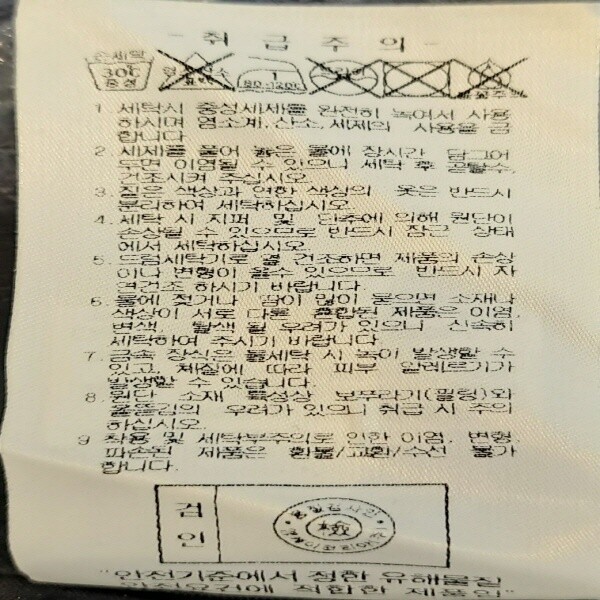 - 취 급 주 의 -
손세탁
30℃
중성
1
80-120℃
1. 세탁시 중성세제를 완전히 녹여서 사용
하시며 염소계.산소.세제의 사용을 금
합니다.
2. 세제를 풀어 놓은 물에 장시간 담그어
두면 이염될 수 있으니 세탁 후 곧탈수.
건조시켜 주십시오.
3. 짙은 색상과 연한 색상의 옷은 반드시
분리하여 세탁하십시오.
4. 세탁 시 지퍼 및 단추에 의해 원단이
손상될 수 있으므로 반드시 잠근 상태
에서 세탁하십시오.
5. 드럼세탁기로 열 건조하면 제품의 손상
이나 변형이 올수 있으므로 반드시 자
연건조 하시기 바랍니다.
6. 물에 젖거나 땀이 많이 묻으면 소재나
색상이 서로 다른 혼합된 제품은 이염.
변색. 탈색 될 우려가 있으니 신속히
세탁하여 주시기 바랍니다.
7. 금속 장식은 물세탁 시 녹이 발생할 수
있고, 체질에 따라 피부 알레르기가
발생할 수 있습니다.
8. 원단 소재 특성상 보푸라기(필링)와
올뜯김의 우려가 있으니 취급 시 주의
하십시오.
9. 착용 및 세탁부주의로 인한 이염, 변형,
파손된 제품은 환불/교환/수선 불가
합니다.
검
인
"안전기준에서 정한 유해물질
안전요건에 적합한 제품임"